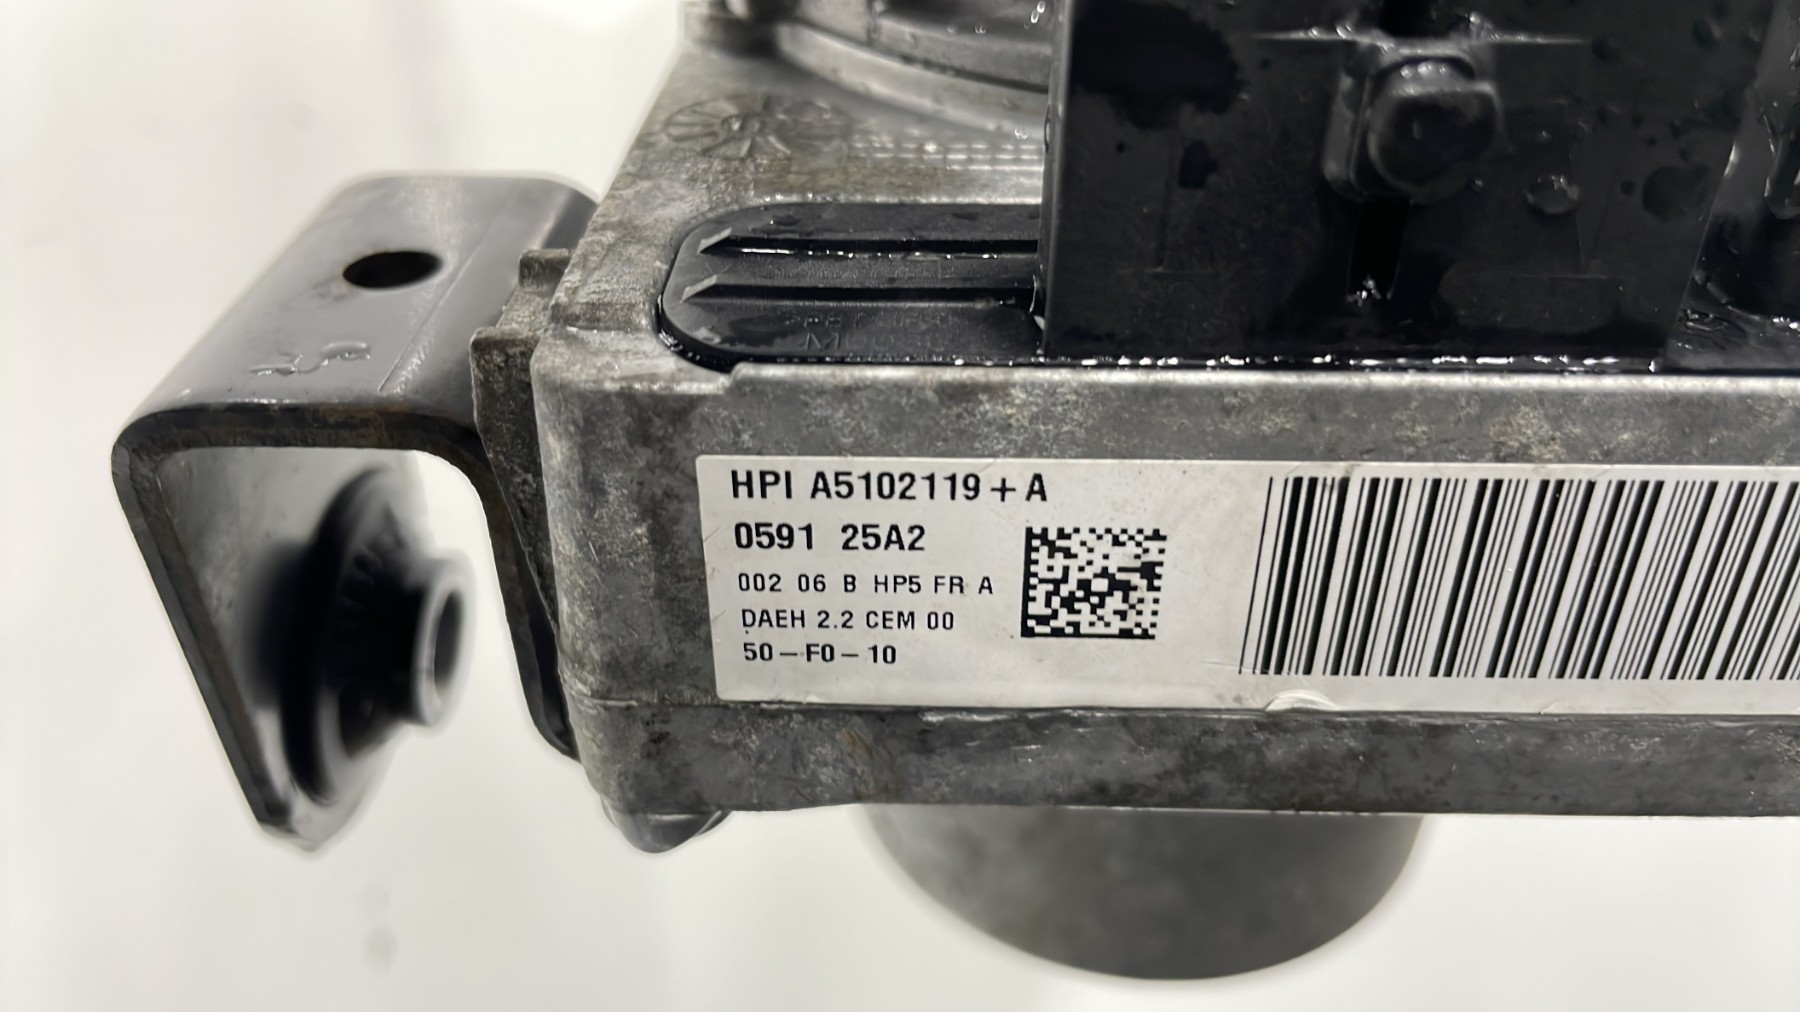 HPI A5102119+A
0591 25A2
002 06 B HP5 FR A
DAEH 2.2 CEM 00
50-F0-10